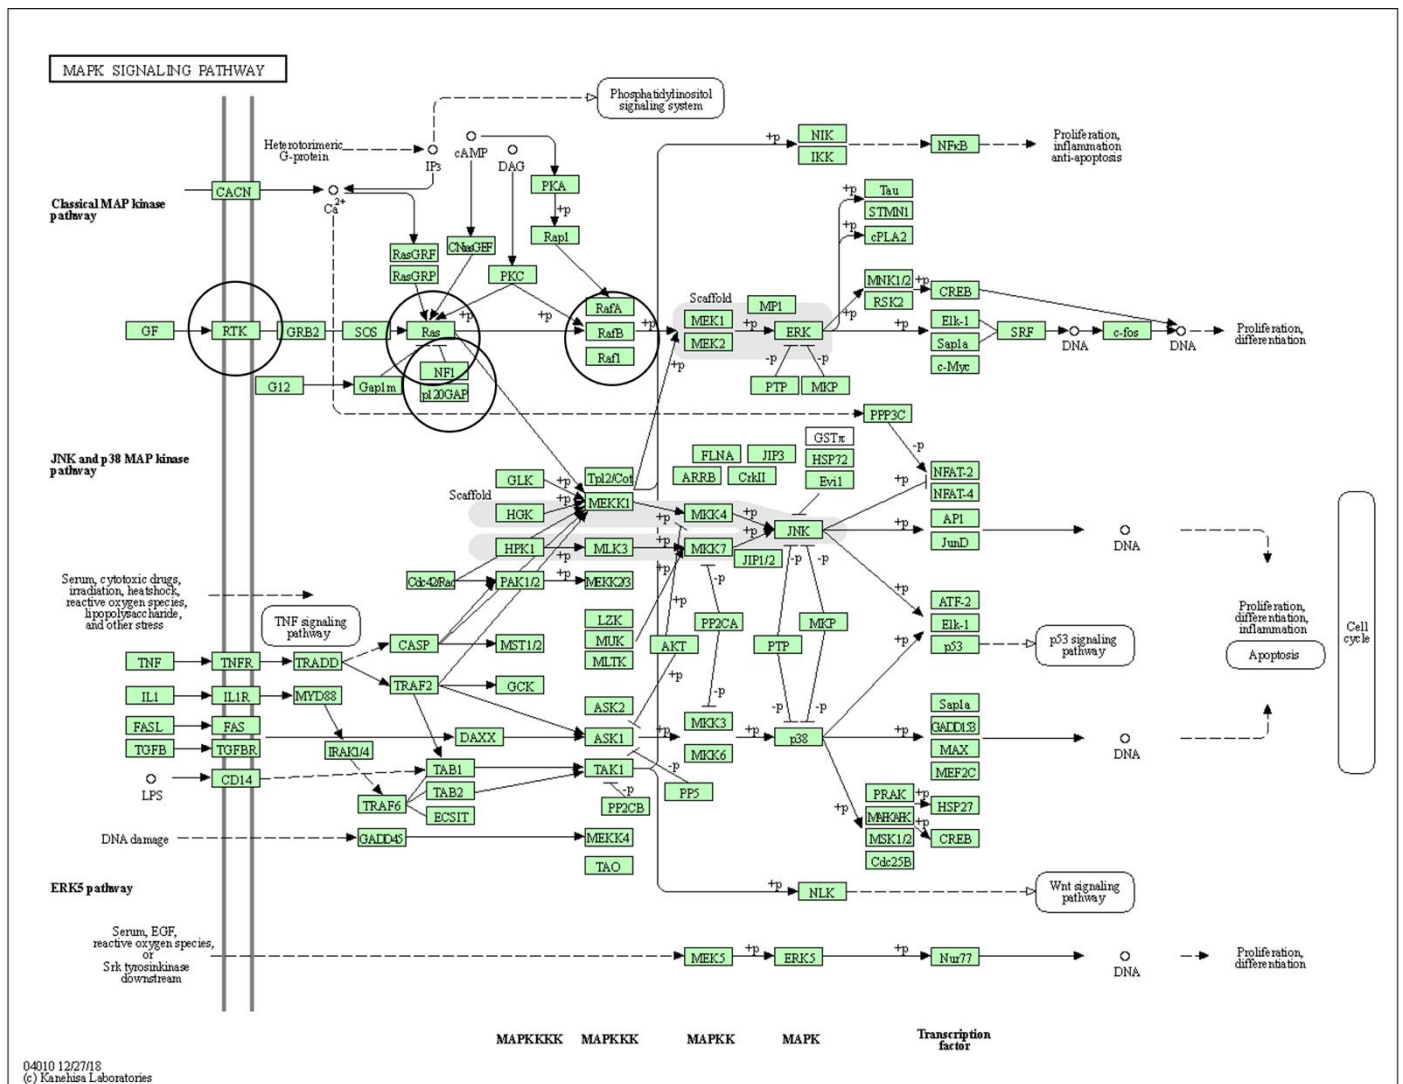 MAPK SIGNALING PATHWAY
Phosphatidylinositol
signaling system
Heterotorimeric
G-protein
IP3
cAMP
DAG
+p
NIK
IKK
NFκB
Proliferation,
inflammation
anti-apoptosis
CACN
Ca2+
PKA
+p
Rap1
+p
Tau
STMN1
Classical MAP kinase
pathway
RasGRF
RasGRP
CNasGEF
PKC
+p
+p
cPLA2
Scaffold
MP1
MNK1/2
RSK2
+p
CREB
GF
RTK
GRB2
SOS
Ras
+p
+p
RafA
RafB
Raf1
+p
MEK1
MEK2
+p
ERK
+p
+p
Elk-1
Sap1a
c-Myc
SRF
DNA
c-fos
DNA
Proliferation,
differentiation
G12
Gap1m
NF1
p120GAP
+p
-p
-p
PTP
MKP
PPP3C
-p
JNK and p38 MAP kinase
pathway
GSTπ
HSP72
Evi1
FLNA
JIP3
ARRB
CrkII
NFAT-2
NFAT-4
GLK
+p
Tpl2/Cot
Scaffold
HGK
+p
MEKK1
+p
MKK4
+p
JNK
+p
+p
AP1
JunD
DNA
HPK1
+p
+p
MLK3
+p
+p
MKK7
+p
JIP1/2
-p
-p
Cdc42/Rac
PAK1/2
+p
MEKK2/3
+p
+p
+p
-p
+p
Serum, cytotoxic drugs,
irradiation, heatshock,
reactive oxygen species,
lipopolysaccharide,
and other stress
TNF signaling
pathway
LZK
MUK
MLTK
AKT
PP2CA
PTP
MKP
ATF-2
Elk-1
p53
+p
p53 signaling
pathway
Proliferation,
differentiation,
inflammation
Apoptosis
Cell
cycle
CASP
MST1/2
TNF
TNFR
TRADD
TRAF2
GCK
+p
-p
IL1
IL1R
MYD88
ASK2
MKK3
MKK6
-p
-p
FASL
FAS
DAXX
ASK1
+p
+p
p38
+p
Sap1a
GADD153
MAX
MEF2C
DNA
TGFB
TGFBR
IRAK1/4
LPS
CD14
TAB1
TAB2
ECSIT
TAK1
-p
-p
PP5
PP2CB
TRAF6
+p
PRAK
MAPKAPK
MSK1/2
Cdc25B
+p
+p
HSP27
CREB
DNA damage
GADD45
MEKK4
TAO
ERK5 pathway
+p
NLK
Wnt signaling
pathway
Serum, EGF,
reactive oxygen species,
or
Srk tyrosinkinase
downstream
MEK5
+p
ERK5
+p
Nur77
DNA
Proliferation,
differentiation
MAPKKKK
MAPKKK
MAPKK
MAPK
Transcription
factor
04010 12/27/18
(c) Kanehisa Laboratories